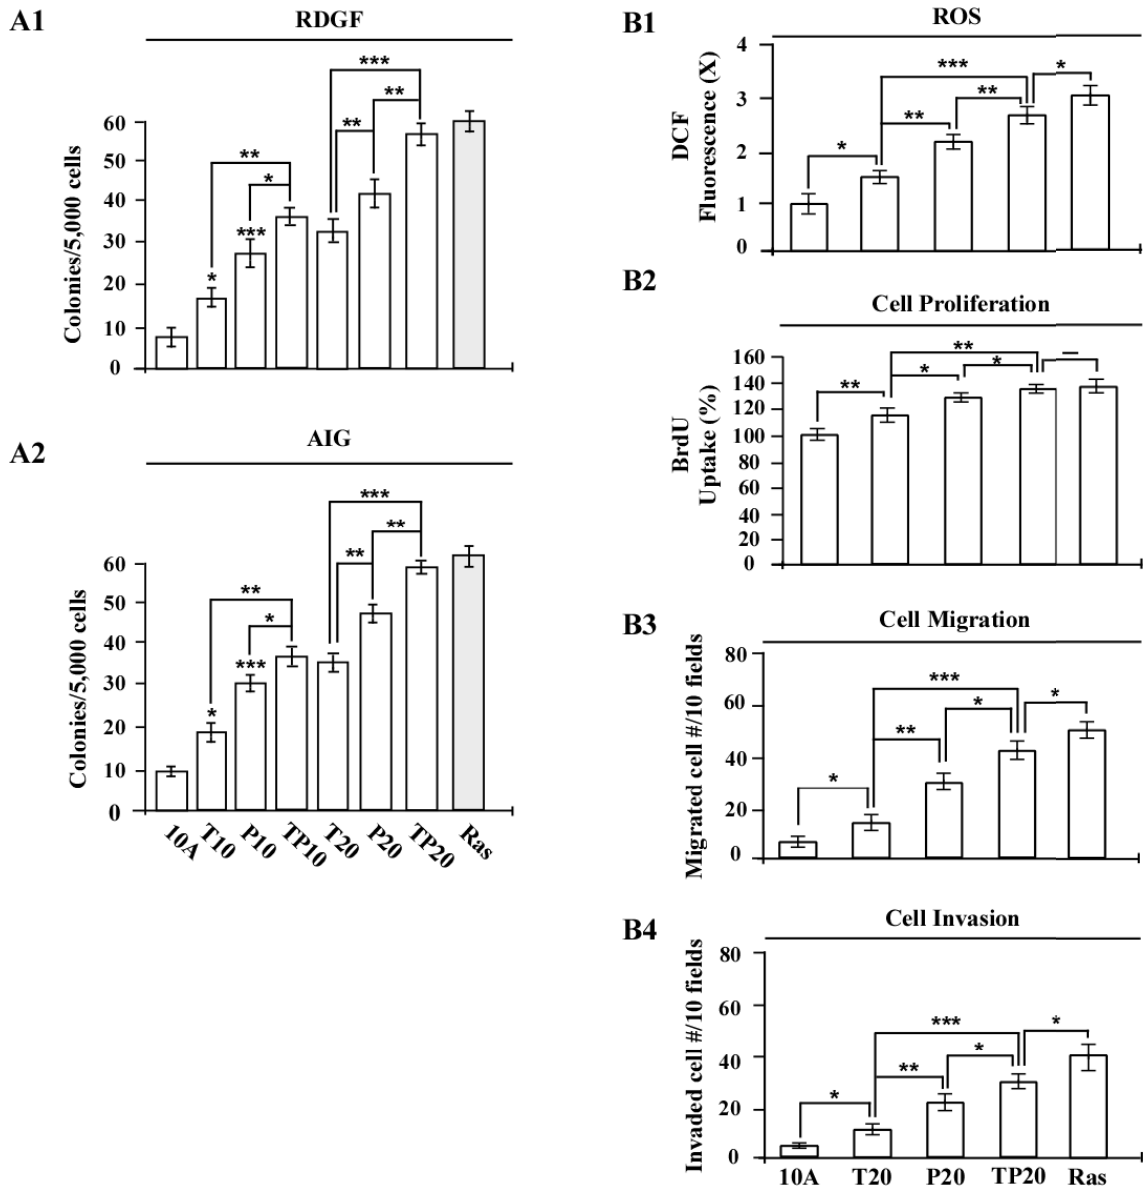 A1
RDGF
Colonies/5,000 cells
60
50
40
30
20
10
0
*
***
**
*
**
**
***
A2
AIG
Colonies/5,000 cells
60
50
40
30
20
10
0
*
***
**
*
**
**
***
10A
T10
P10
TP10
T20
P20
TP20
Ras
B1
ROS
DCF
Fluorescence (X)
4
3
2
1
0
*
**
***
**
*
B2
Cell Proliferation
BrdU
Uptake (%)
160
140
120
100
80
60
40
20
0
**
*
**
*
B3
Cell Migration
Migrated cell #/10 fields
80
60
40
20
0
*
**
***
*
*
B4
Cell Invasion
Invaded cell #/10 fields
80
60
40
20
0
*
**
***
*
*
10A
T20
P20
TP20
Ras